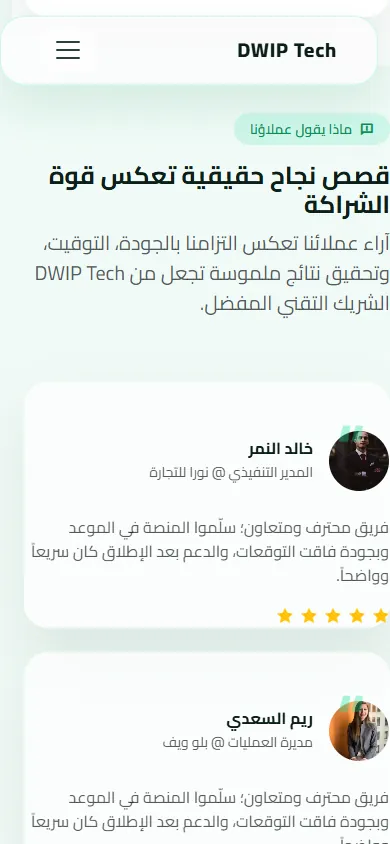 DWIP Tech
ماذا يقول عملاؤنا
قصص نجاح حقيقية تعكس قوة
الشراكة
آراء عملائنا تعكس التزامنا بالجودة، التوقيت،
وتحقيق نتائج ملموسة تجعل من DWIP Tech
الشريك التقني المفضل.
خالد النمر
المدير التنفيذي @ نورا للتجارة
فريق محترف ومتعاون؛ سلّموا المنصة في الموعد
وبجودة فاقت التوقعات، والدعم بعد الإطلاق كان سريعاً
وواضحاً.
ريم السعدي
مديرة العمليات @ بلو ويف
فريق محترف ومتعاون؛ سلّموا المنصة في الموعد
وبجودة فاقت التوقعات، والدعم بعد الإطلاق كان سريعاً